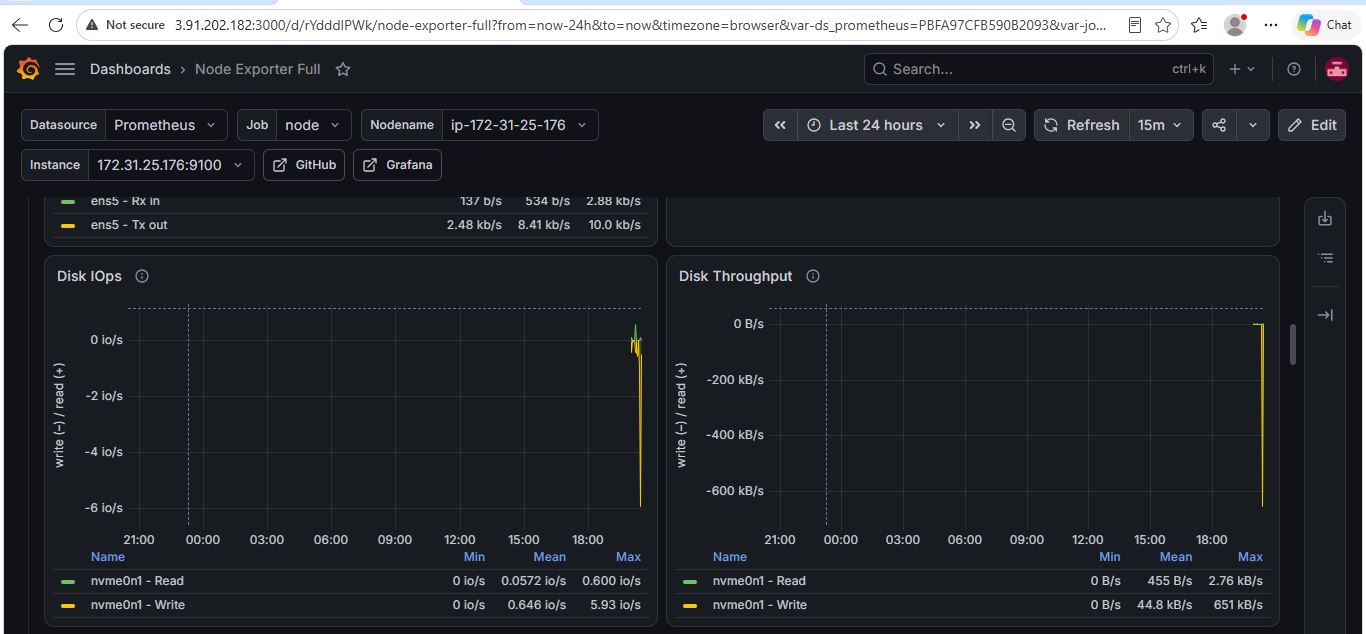 Not secure 3.91.202.182:3000/d/rYdddlPWk/node-exporter-full?from=now-24h&to=now&timezone=browser&var-ds_prometheus=PBFA97CFB590B2093&var-jo... Chat
Dashboards › Node Exporter Full Search... ctrl+k
Datasource Prometheus Job node Nodename ip-172-31-25-176 Last 24 hours Refresh 15m Edit
Instance 172.31.25.176:9100 GitHub Grafana
ens5 - Rx in 137 b/s 534 b/s 2.88 kb/s
ens5 - Tx out 2.48 kb/s 8.41 kb/s 10.0 kb/s
Disk IOps
write (–) / read (+)
0 io/s
-2 io/s
-4 io/s
-6 io/s
21:00 00:00 03:00 06:00 09:00 12:00 15:00 18:00
Name Min Mean Max
nvme0n1 - Read 0 io/s 0.0572 io/s 0.600 io/s
nvme0n1 - Write 0 io/s 0.646 io/s 5.93 io/s
Disk Throughput
write (–) / read (+)
0 B/s
-200 kB/s
-400 kB/s
-600 kB/s
21:00 00:00 03:00 06:00 09:00 12:00 15:00 18:00
Name Min Mean Max
nvme0n1 - Read 0 B/s 455 B/s 2.76 kB/s
nvme0n1 - Write 0 B/s 44.8 kB/s 651 kB/s